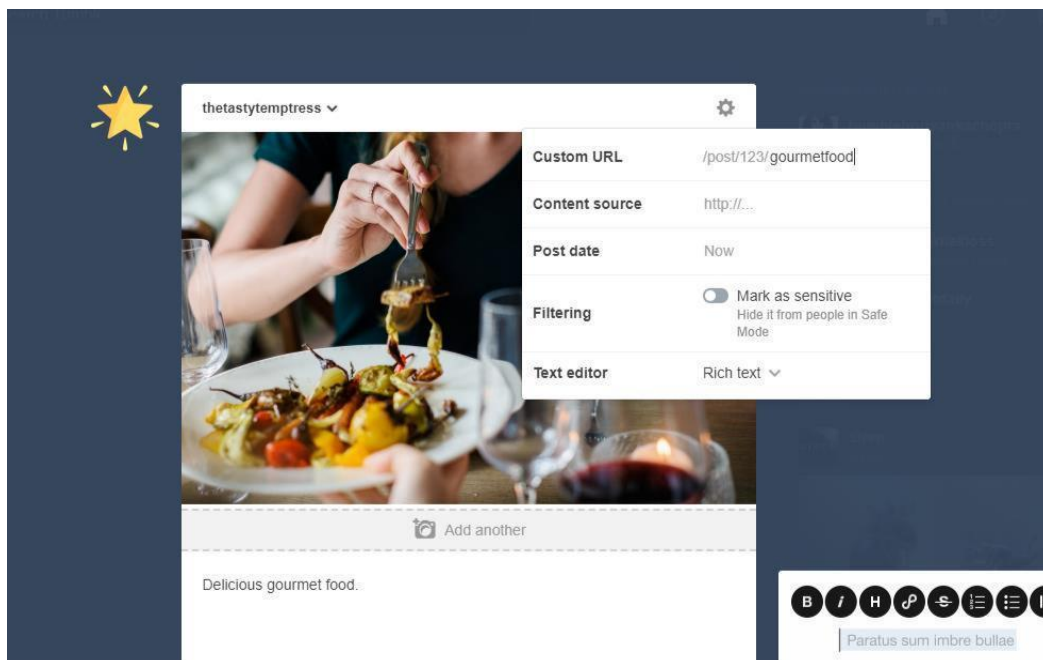 thetastytemptress
Custom URL /post/123/gourmetfood
Content source http://...
Post date Now
Filtering Mark as sensitive
Hide it from people in Safe
Mode
Text editor Rich text
Add another
Delicious gourmet food.
B i H S
Paratus sum imbre bullae